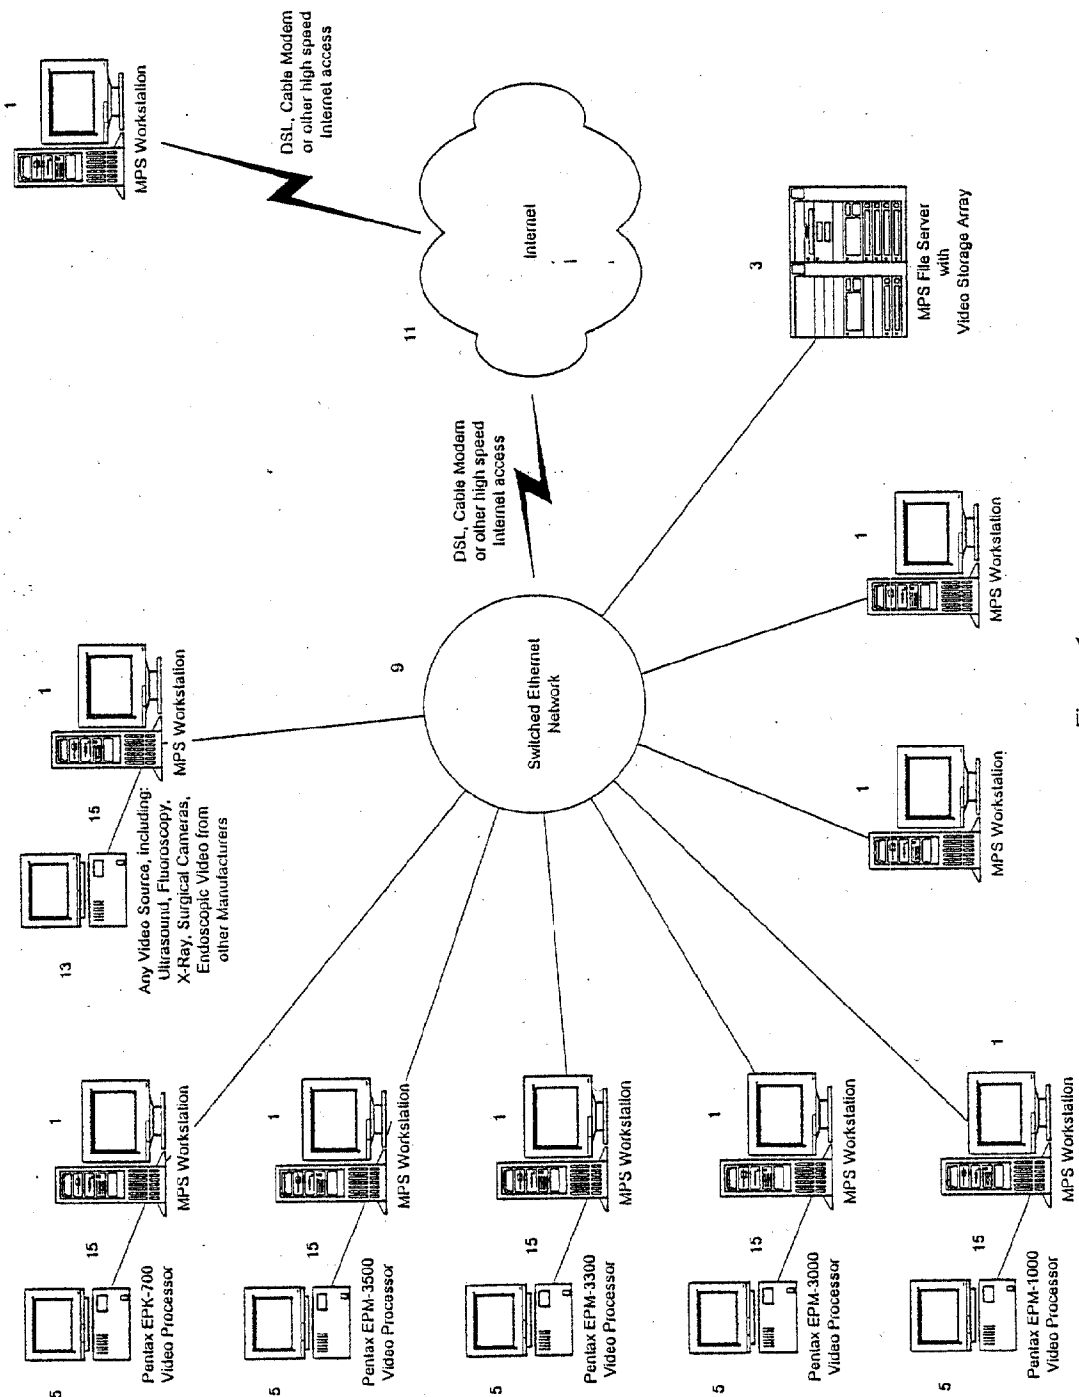 1
MPS Workstation
DSL, Cable Modem
or other high speed
Internet access
13
15
1
MPS Workstation
Any Video Source, including:
Ultrasound, Fluoroscopy,
X-Ray, Surgical Cameras,
Endoscopic Video from
other Manufacturers
5
15
1
Pentax EPK-700
Video Processor
MPS Workstation
5
15
1
Pentax EPM-3500
Video Processor
MPS Workstation
5
15
1
Pentax EPM-3300
Video Processor
MPS Workstation
5
15
1
Pentax EPM-3000
Video Processor
MPS Workstation
5
15
1
Pentax EPM-1000
Video Processor
MPS Workstation
9
Switched Ethernet
Network
DSL, Cable Modem
or other high speed
Internet access
11
Internet
3
MPS File Server
with
Video Storage Array
1
MPS Workstation
1
MPS Workstation